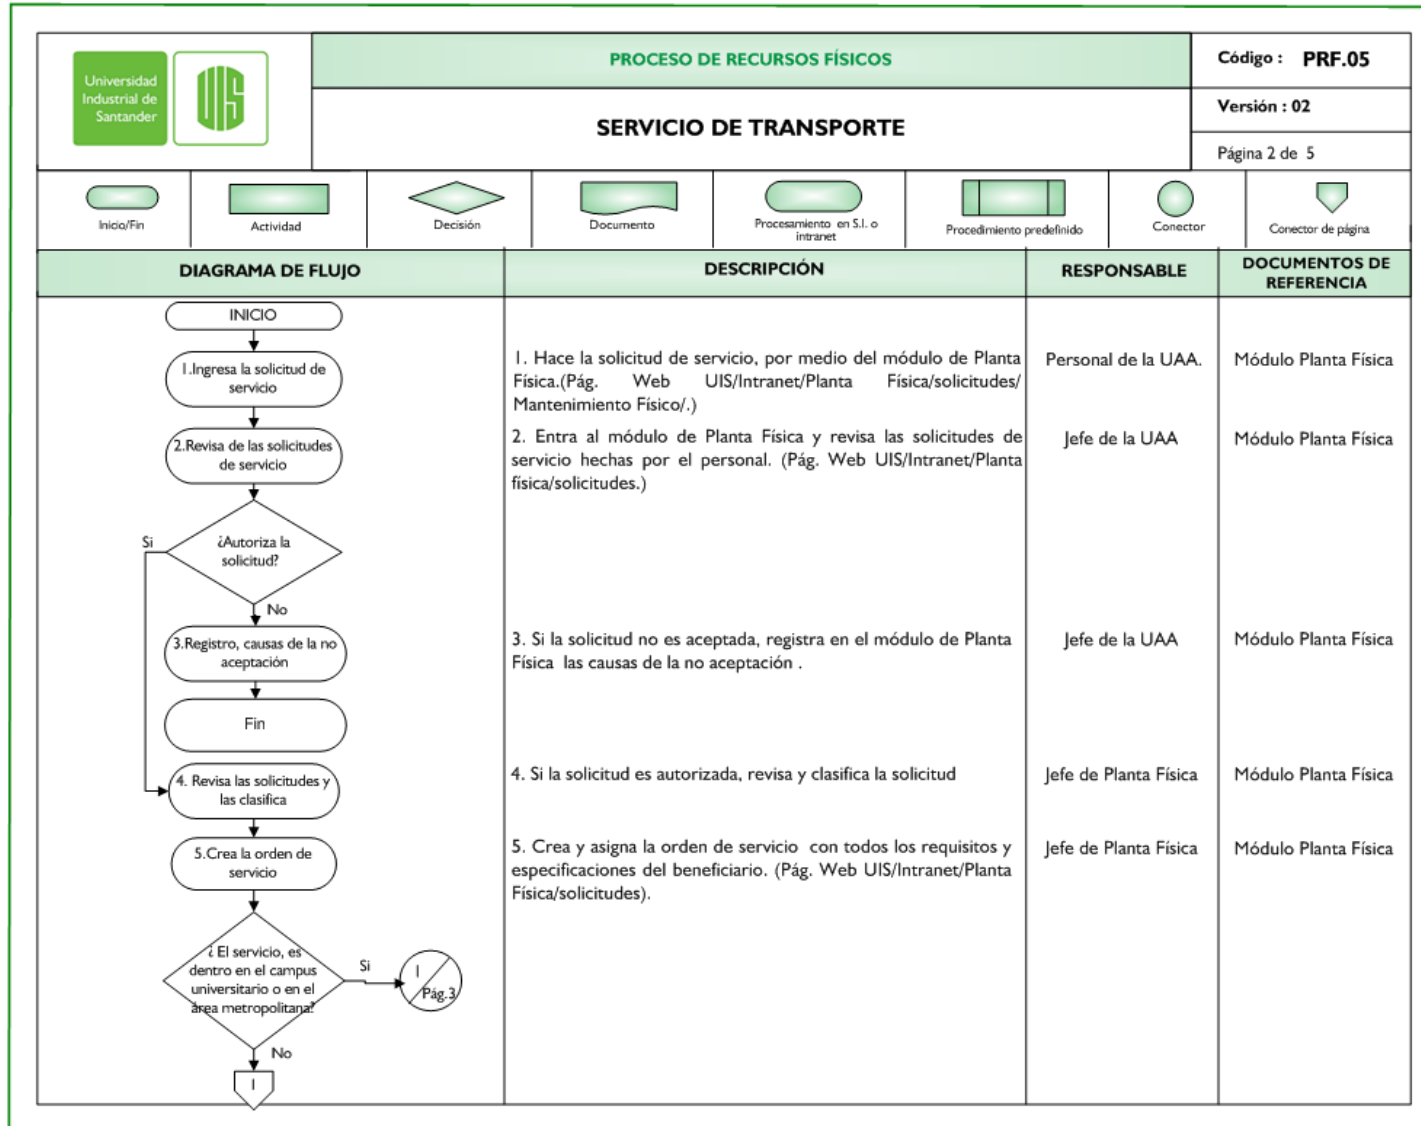 Universidad
Industrial de
Santander
UIS
PROCESO DE RECURSOS FÍSICOS
SERVICIO DE TRANSPORTE
Código : PRF.05
Versión : 02
Página 2 de 5
Inicio/Fin
Actividad
Decisión
Documento
Procesamiento en S.I. o
intranet
Procedimiento predefinido
Conector
Conector de página
DIAGRAMA DE FLUJO
DESCRIPCIÓN
RESPONSABLE
DOCUMENTOS DE
REFERENCIA
INICIO
1.Ingresa la solicitud de
servicio
1. Hace la solicitud de servicio, por medio del módulo de Planta
Física.(Pág. Web UIS/Intranet/Planta Física/solicitudes/
Mantenimiento Físico/.)
Personal de la UAA.
Módulo Planta Física
2.Revisa de las solicitudes
de servicio
2. Entra al módulo de Planta Física y revisa las solicitudes de
servicio hechas por el personal. (Pág. Web UIS/Intranet/Planta
física/solicitudes.)
Jefe de la UAA
Módulo Planta Física
¿Autoriza la
solicitud?
Si
No
3.Registro, causas de la no
aceptación
3. Si la solicitud no es aceptada, registra en el módulo de Planta
Física las causas de la no aceptación .
Jefe de la UAA
Módulo Planta Física
Fin
4. Revisa las solicitudes y
las clasifica
4. Si la solicitud es autorizada, revisa y clasifica la solicitud
Jefe de Planta Física
Módulo Planta Física
5.Crea la orden de
servicio
5. Crea y asigna la orden de servicio con todos los requisitos y
especificaciones del beneficiario. (Pág. Web UIS/Intranet/Planta
Física/solicitudes).
Jefe de Planta Física
Módulo Planta Física
¿ El servicio, es
dentro en el campus
universitario o en el
área metropolitana?
Si
1
Pág.3
No
1